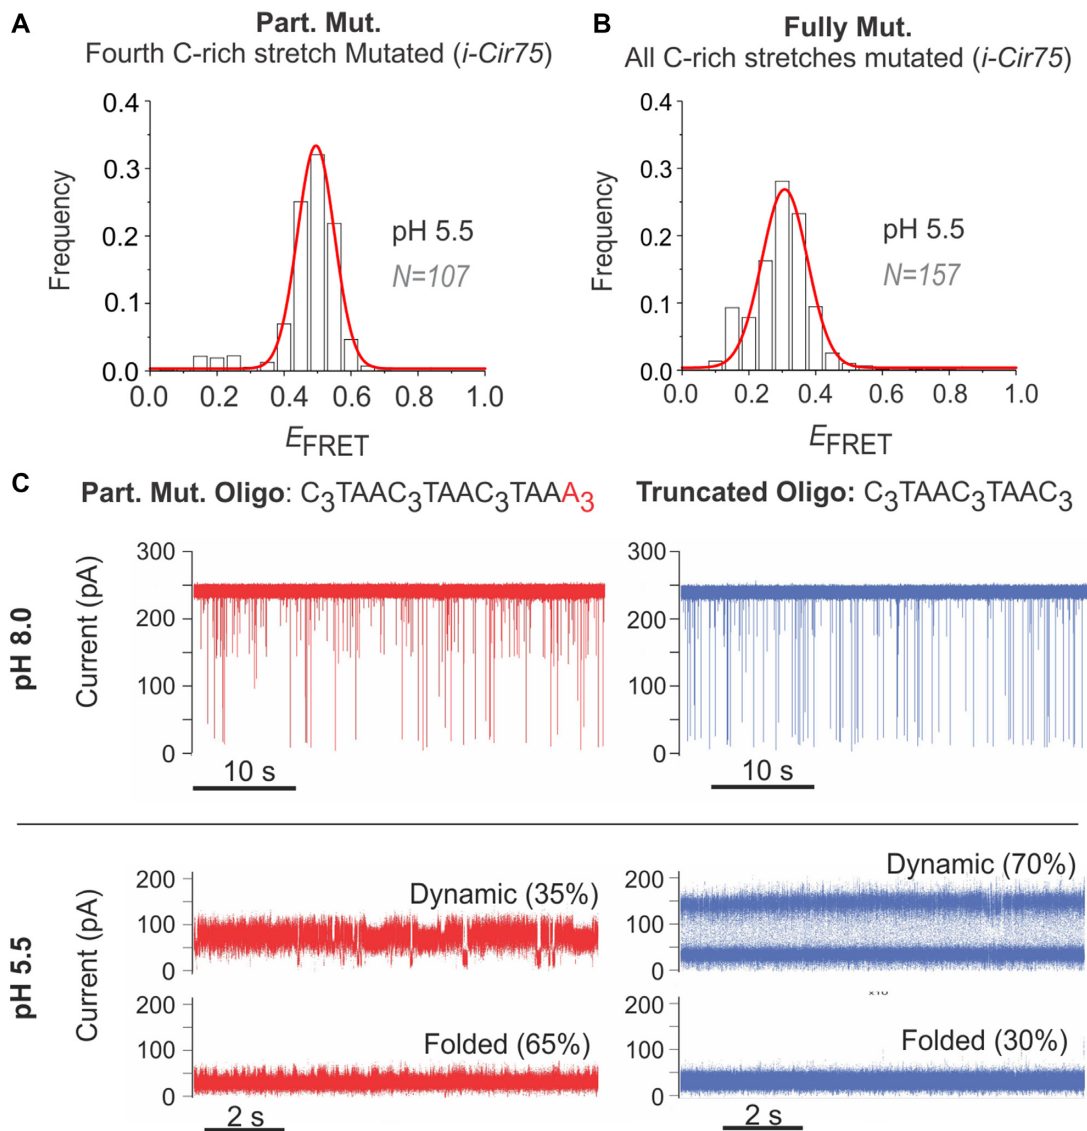 A
Part. Mut.
Fourth C-rich stretch Mutated (i-Cir75)
0.4
0.3
0.2
0.1
0.0
Frequency
pH 5.5
N=107
0.0 0.2 0.4 0.6 0.8 1.0
EFRET
B
Fully Mut.
All C-rich stretches mutated (i-Cir75)
0.4
0.3
0.2
0.1
0.0
Frequency
pH 5.5
N=157
0.0 0.2 0.4 0.6 0.8 1.0
EFRET
C
Part. Mut. Oligo: C3TAAC3TAAC3TAAA3
Truncated Oligo: C3TAAC3TAAC3
pH 8.0
Current (pA)
300
200
100
0
10 s
300
200
100
0
10 s
pH 5.5
Current (pA)
200
100
0
Dynamic (35%)
200
100
0
Dynamic (70%)
200
100
0
Folded (65%)
2 s
200
100
0
Folded (30%)
2 s